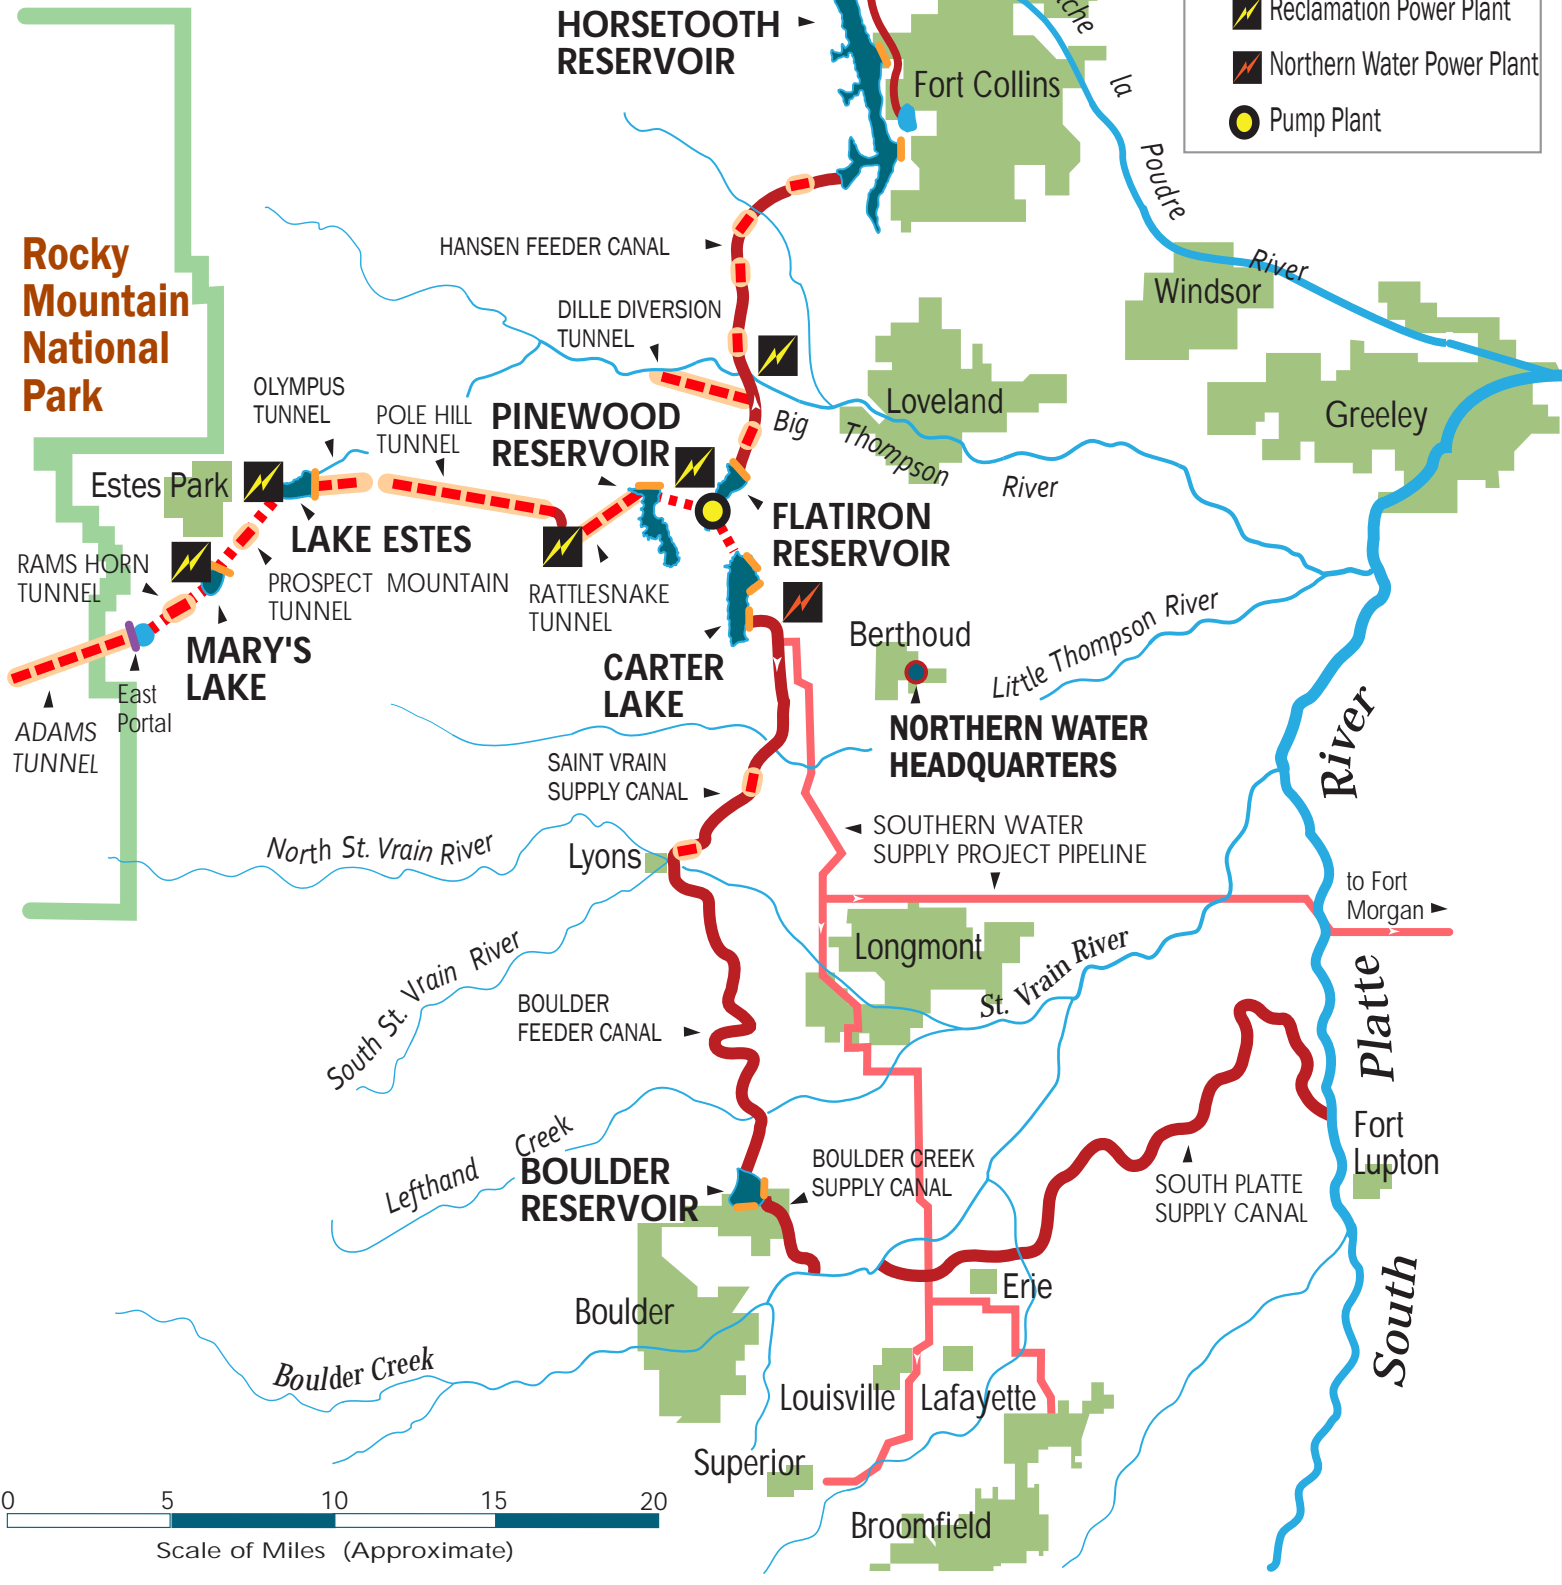 HORSETOOTH
RESERVOIR
Reclamation Power Plant
Northern Water Power Plant
Pump Plant
Fort Collins
la
Poudre
River
Windsor
HANSEN FEEDER CANAL
Rocky
Mountain
National
Park
DILLE DIVERSION
TUNNEL
OLYMPUS
TUNNEL
POLE HILL
TUNNEL
PINEWOOD
RESERVOIR
Loveland
Greeley
Big
Thompson
River
Estes Park
LAKE ESTES
FLATIRON
RESERVOIR
RAMS HORN
TUNNEL
PROSPECT MOUNTAIN
TUNNEL
RATTLESNAKE
TUNNEL
MARY'S
LAKE
CARTER
LAKE
Berthoud
Little Thompson River
East
Portal
ADAMS
TUNNEL
NORTHERN WATER
HEADQUARTERS
River
SAINT VRAIN
SUPPLY CANAL
SOUTHERN WATER
SUPPLY PROJECT PIPELINE
North St. Vrain River
Lyons
to Fort
Morgan
Longmont
St. Vrain River
South St. Vrain River
Platte
BOULDER
FEEDER CANAL
Fort
Lupton
Lefthand Creek
BOULDER
RESERVOIR
BOULDER CREEK
SUPPLY CANAL
SOUTH PLATTE
SUPPLY CANAL
Erie
Boulder
South
Boulder Creek
Louisville
Lafayette
Superior
Broomfield
0 5 10 15 20
Scale of Miles (Approximate)